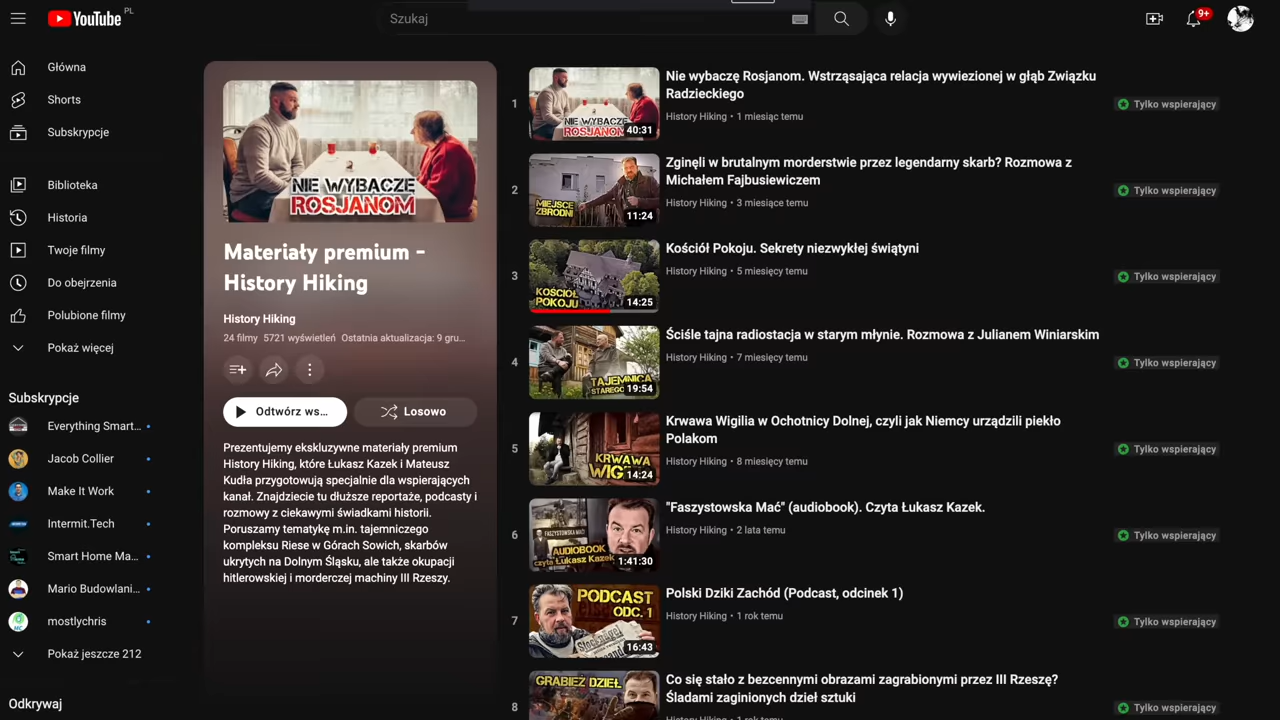 YouTube PL
Szukaj
9+
Główna
Shorts
Subskrypcje
Biblioteka
Historia
Twoje filmy
Do obejrzenia
Polubione filmy
Pokaż więcej
Subskrypcje
Everything Smart...
Jacob Collier
Make It Work
Intermit.Tech
Smart Home Ma...
Mario Budowlani...
mostlychris
Pokaż jeszcze 212
Odkrywaj
NIE WYBACZĘ
ROSJANOM
Materiały premium –
History Hiking
History Hiking
24 filmy 5721 wyświetleń Ostatnia aktualizacja: 9 gru...
Odtwórz ws...
Losowo
Prezentujemy ekskluzywne materiały premium
History Hiking, które Łukasz Kazek i Mateusz
Kudła przygotowują specjalnie dla wspierających
kanał. Znajdziecie tu dłuższe reportaże, podcasty i
rozmowy z ciekawymi świadkami historii.
Poruszamy tematykę m.in. tajemniczego
kompleksu Riese w Górach Sowich, skarbów
ukrytych na Dolnym Śląsku, ale także okupacji
hitlerowskiej i morderczej machiny III Rzeszy.
1
NIE WYBACZĘ
ROSJANOM
40:31
Nie wybaczę Rosjanom. Wstrząsająca relacja wywiezionej w głąb Związku
Radzieckiego
History Hiking • 1 miesiąc temu
Tylko wspierający
2
MIEJSCE
ZBRODNI
11:24
Zginęli w brutalnym morderstwie przez legendarny skarb? Rozmowa z
Michałem Fajbusiewiczem
History Hiking • 3 miesiące temu
Tylko wspierający
3
KOŚCIÓŁ
POKOJU
14:25
Kościół Pokoju. Sekrety niezwykłej świątyni
History Hiking • 5 miesięcy temu
Tylko wspierający
4
TAJEMNICA
STAREGO
19:54
Ściśle tajna radiostacja w starym młynie. Rozmowa z Julianem Winiarskim
History Hiking • 7 miesięcy temu
Tylko wspierający
5
KRWAWA
WIGILIA
14:24
Krwawa Wigilia w Ochotnicy Dolnej, czyli jak Niemcy urządzili piekło
Polakom
History Hiking • 8 miesięcy temu
Tylko wspierający
6
FASZYSTOWSKA MAĆ
AUDIOBOOK
czyta Łukasz Kazek
1:41:30
"Faszystowska Mać" (audiobook). Czyta Łukasz Kazek.
History Hiking • 2 lata temu
Tylko wspierający
7
PODCAST
ODC. 1
16:43
Polski Dziki Zachód (Podcast, odcinek 1)
History Hiking • 1 rok temu
Tylko wspierający
8
GRABIEŻ DZIEŁ
Co się stało z bezcennymi obrazami zagrabionymi przez III Rzeszę?
Śladami zaginionych dzieł sztuki
History Hiking • 1 rok temu
Tylko wspierający